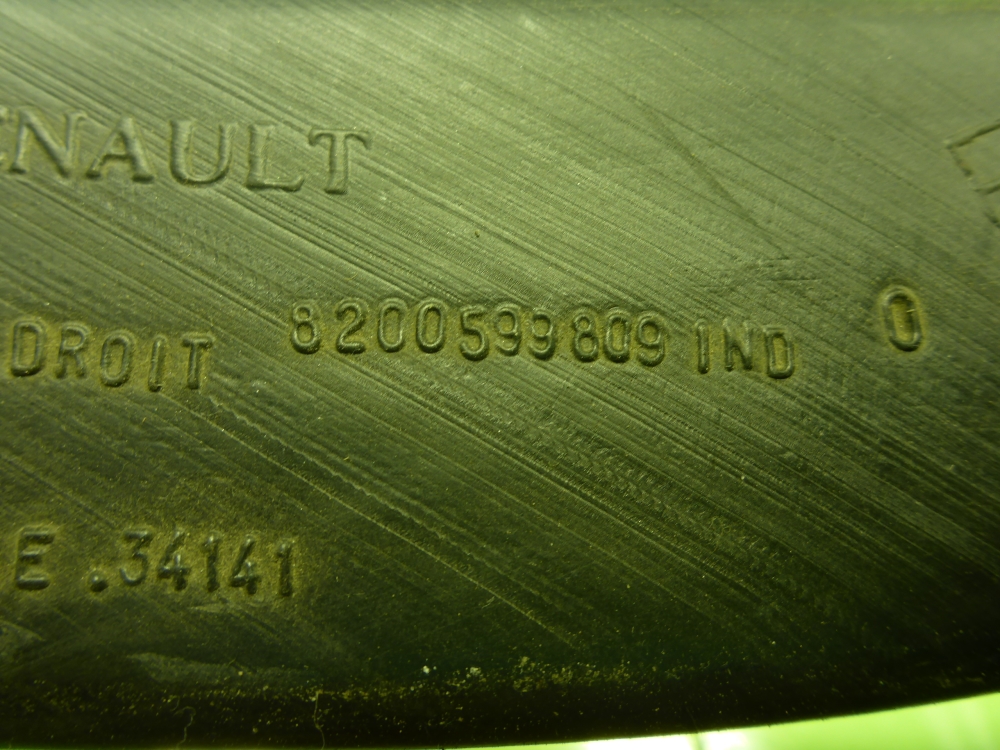 ENAULT
DROIT 8200599809 IND 0
E .34141